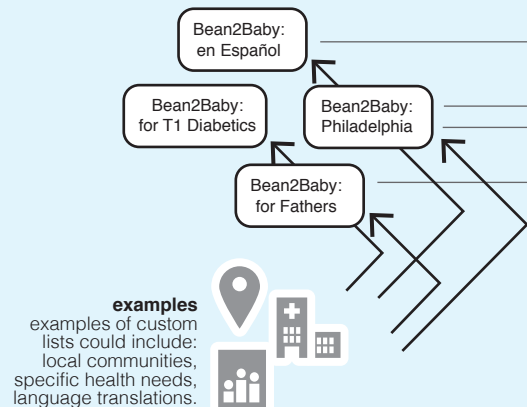 Bean2Baby:
en Español
Bean2Baby:
for T1 Diabetics
Bean2Baby:
Philadelphia
Bean2Baby:
for Fathers
examples
examples of custom
lists could include:
local communities,
specific health needs,
language translations.